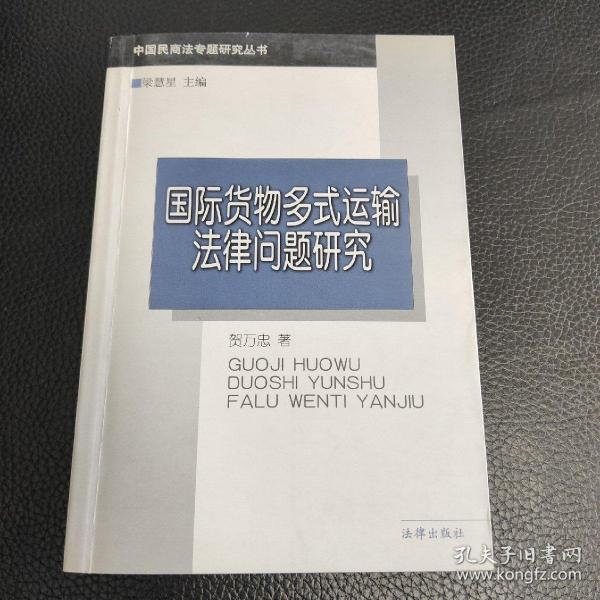 中国民商法专题研究丛书
梁慧星 主编
国际货物多式运输
法律问题研究
贺万忠 著
GUOJI HUOWU
DUOSHI YUNSHU
FALU WENTI YANJIU
法律出版社
孔夫子旧书网
www.kongfz.com